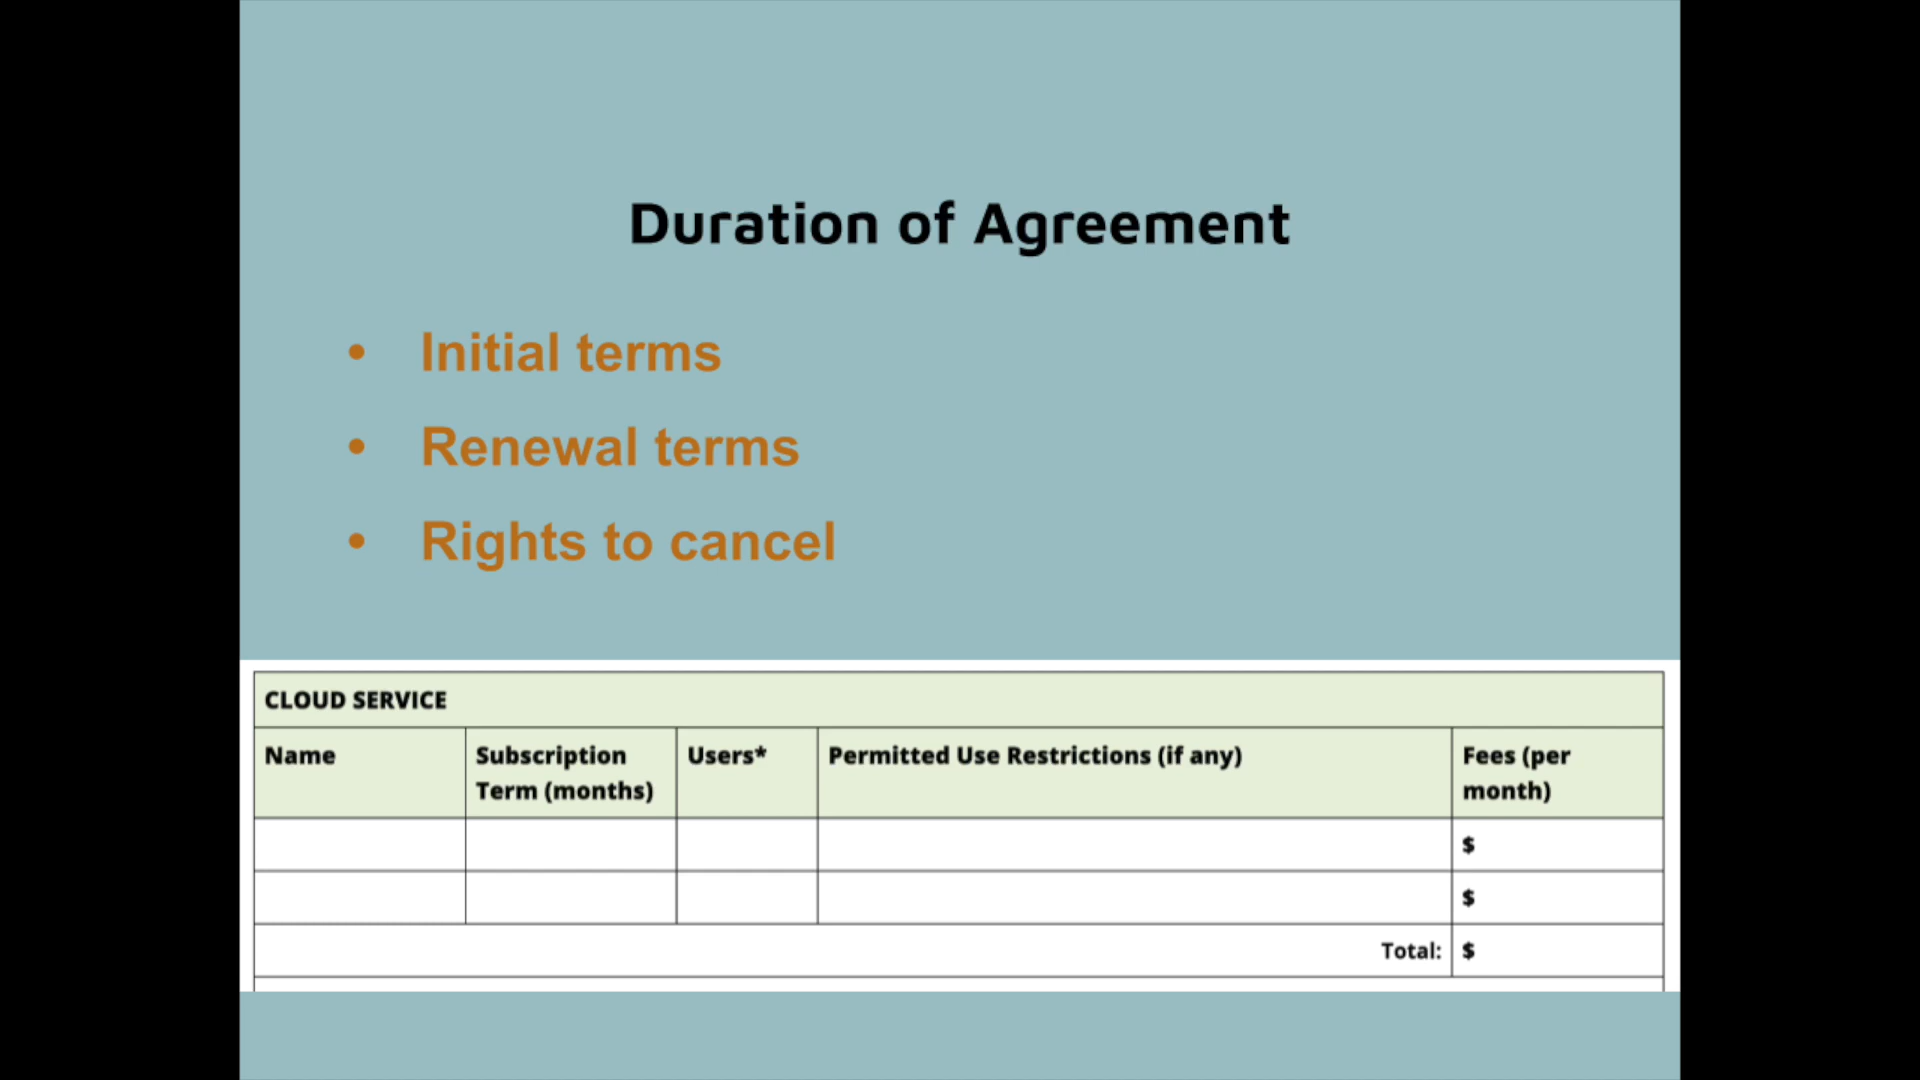 Duration of Agreement
• Initial terms
• Renewal terms
• Rights to cancel
CLOUD SERVICE
Name
Subscription
Term (months)
Users*
Permitted Use Restrictions (if any)
Fees (per
month)
$
$
Total: $